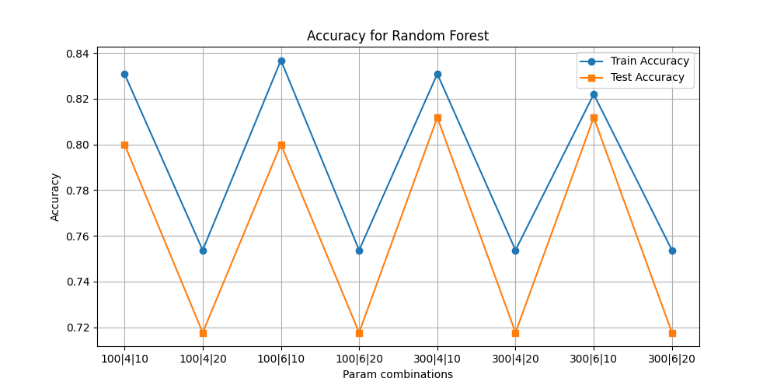 Accuracy for Random Forest
Train Accuracy
Test Accuracy
Accuracy
0.84
0.82
0.80
0.78
0.76
0.74
0.72
100|4|10 100|4|20 100|6|10 100|6|20 300|4|10 300|4|20 300|6|10 300|6|20
Param combinations